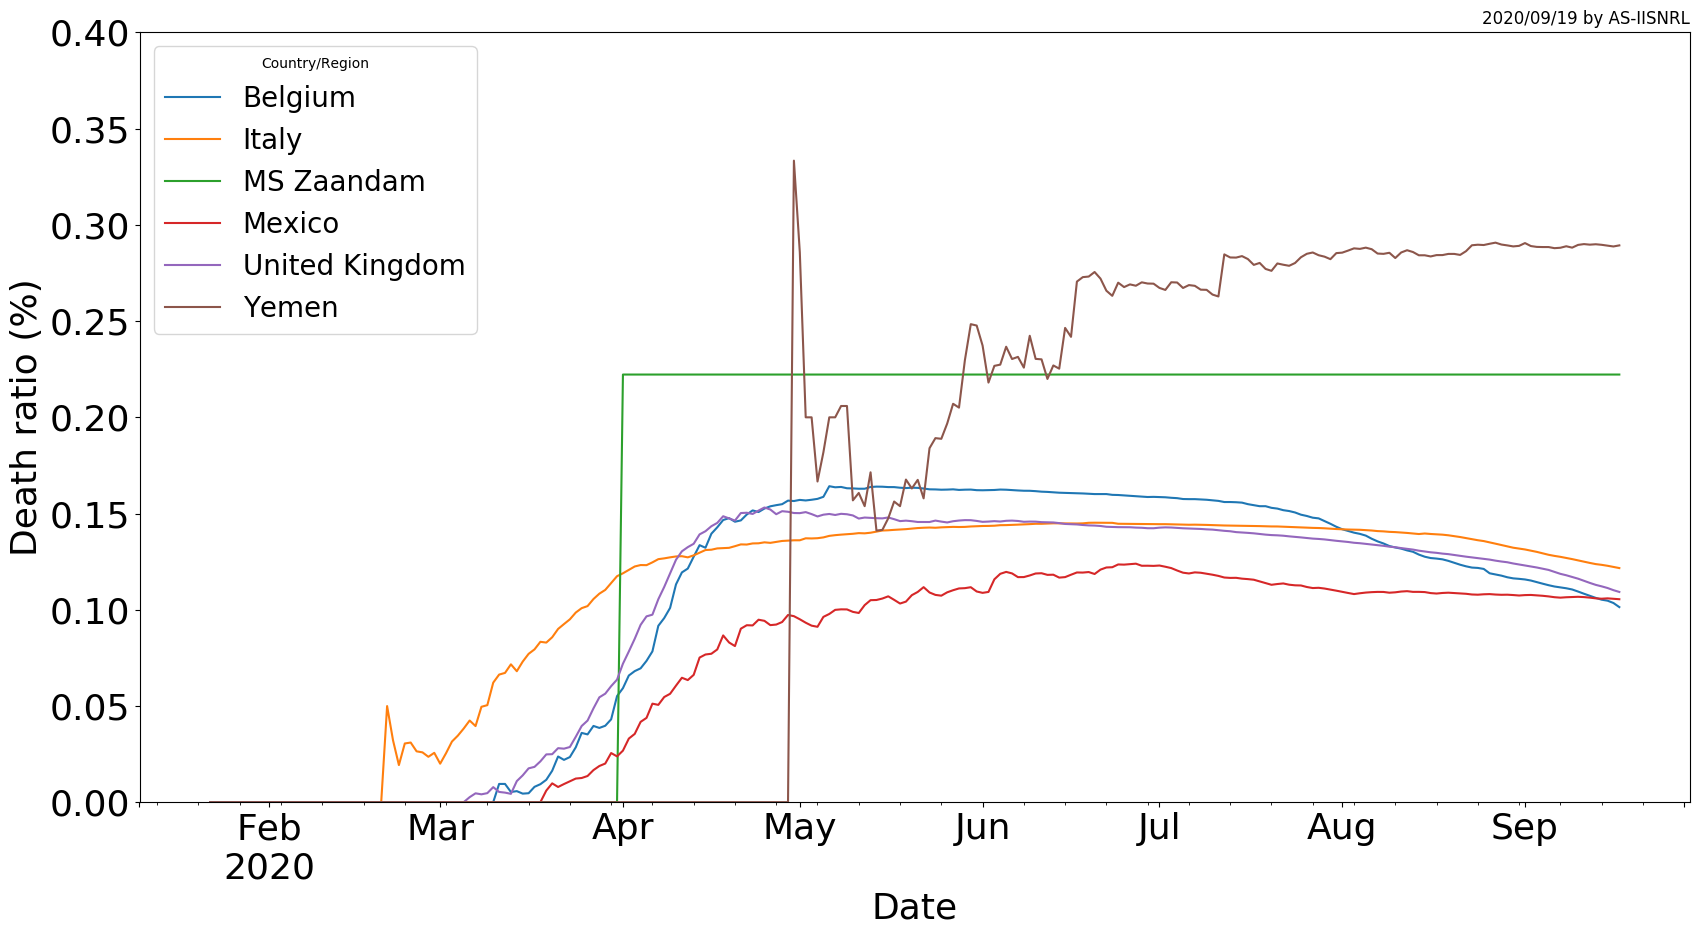 2020/09/19 by AS-IISNRL
0.40
0.35
0.30
0.25
0.20
0.15
0.10
0.05
0.00
Death ratio (%)
Country/Region
Belgium
Italy
MS Zaandam
Mexico
United Kingdom
Yemen
Feb Mar Apr May Jun Jul Aug Sep
2020
Date